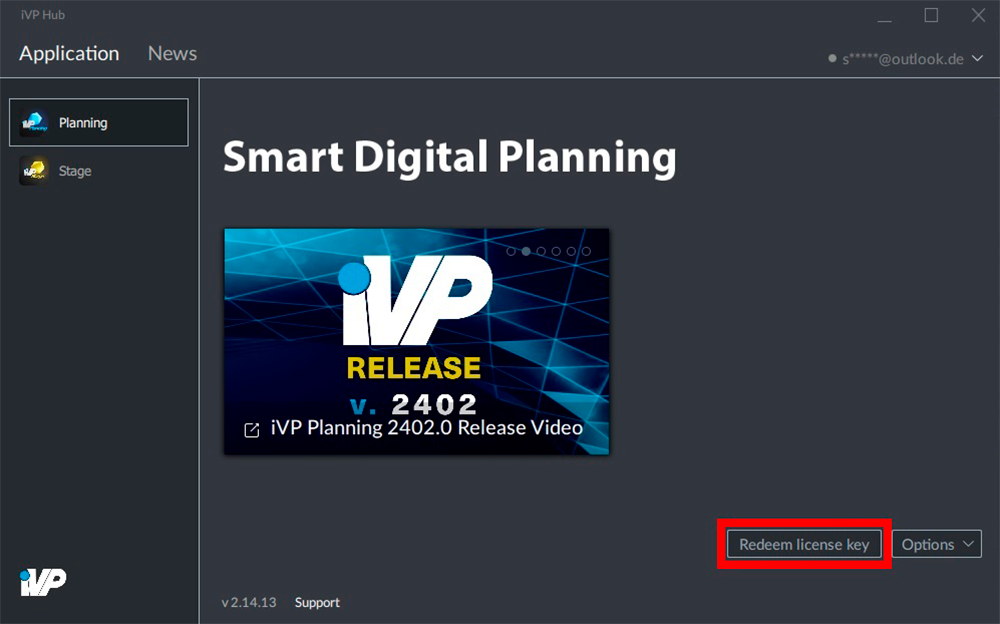 iVP Hub
Application News
s*****@outlook.de
Planning
Stage
Smart Digital Planning
iVP
RELEASE
v. 2402
iVP Planning 2402.0 Release Video
Redeem license key
Options
iVP
v 2.14.13 Support